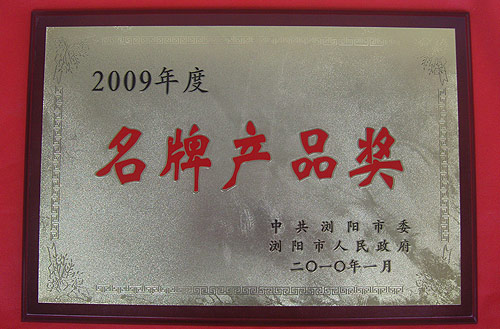 2009年度
名牌产品奖
中共浏阳市委
浏阳市人民政府
二〇一〇年一月